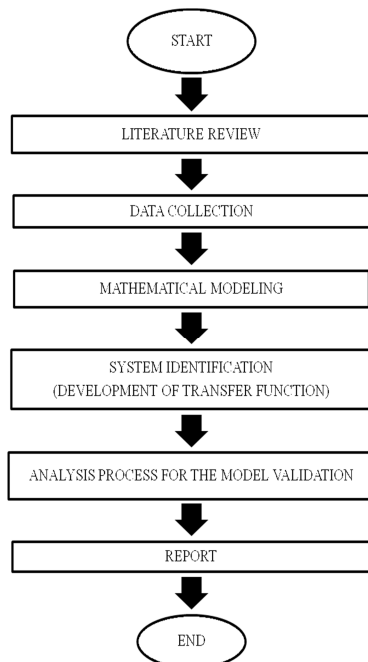 START
LITERATURE REVIEW
DATA COLLECTION
MATHEMATICAL MODELING
SYSTEM IDENTIFICATION
(DEVELOPMENT OF TRANSFER FUNCTION)
ANALYSIS PROCESS FOR THE MODEL VALIDATION
REPORT
END